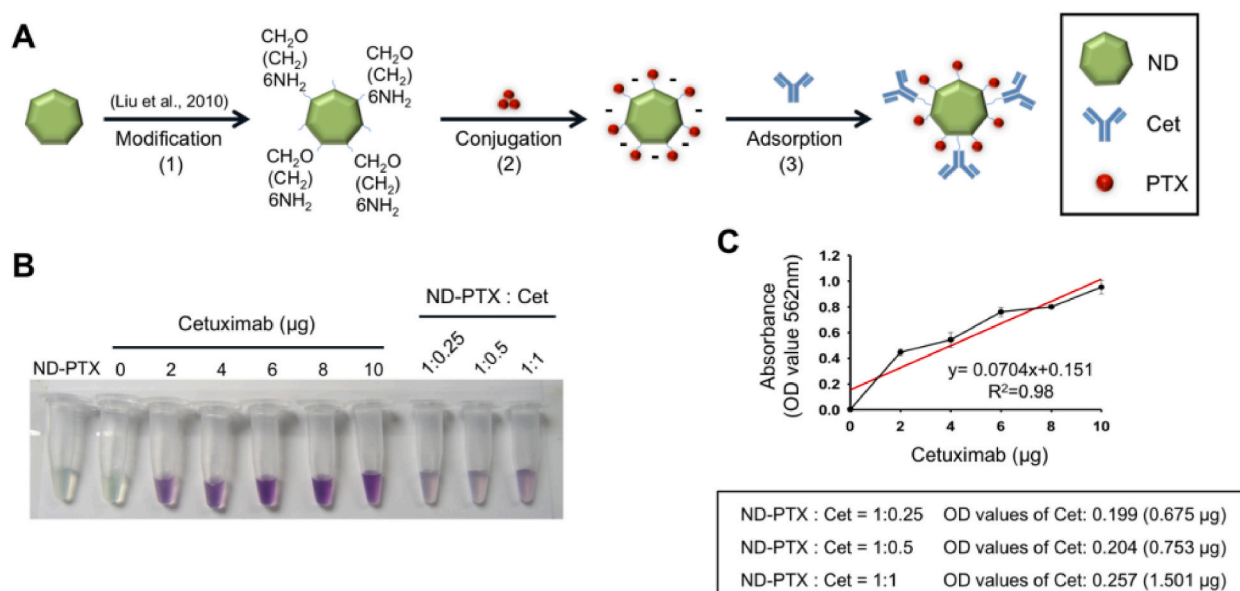 A
CH₂O
(CH₂)
6NH₂
CH₂O
(CH₂)
6NH₂
(Liu et al., 2010)
Modification
(1)
CH₂O
(CH₂)
6NH₂
CH₂O
(CH₂)
6NH₂
Conjugation
(2)
Adsorption
(3)
ND
Cet
PTX
B
ND-PTX : Cet
Cetuximab (µg)
ND-PTX 0 2 4 6 8 10 1:0.25 1:0.5 1:1
C
Absorbance
(OD value 562nm)
1.2
1.0
0.8
0.6
0.4
0.2
0.0
y= 0.0704x+0.151
R²=0.98
0 2 4 6 8 10
Cetuximab (µg)
ND-PTX : Cet = 1:0.25 OD values of Cet: 0.199 (0.675 µg)
ND-PTX : Cet = 1:0.5 OD values of Cet: 0.204 (0.753 µg)
ND-PTX : Cet = 1:1 OD values of Cet: 0.257 (1.501 µg)